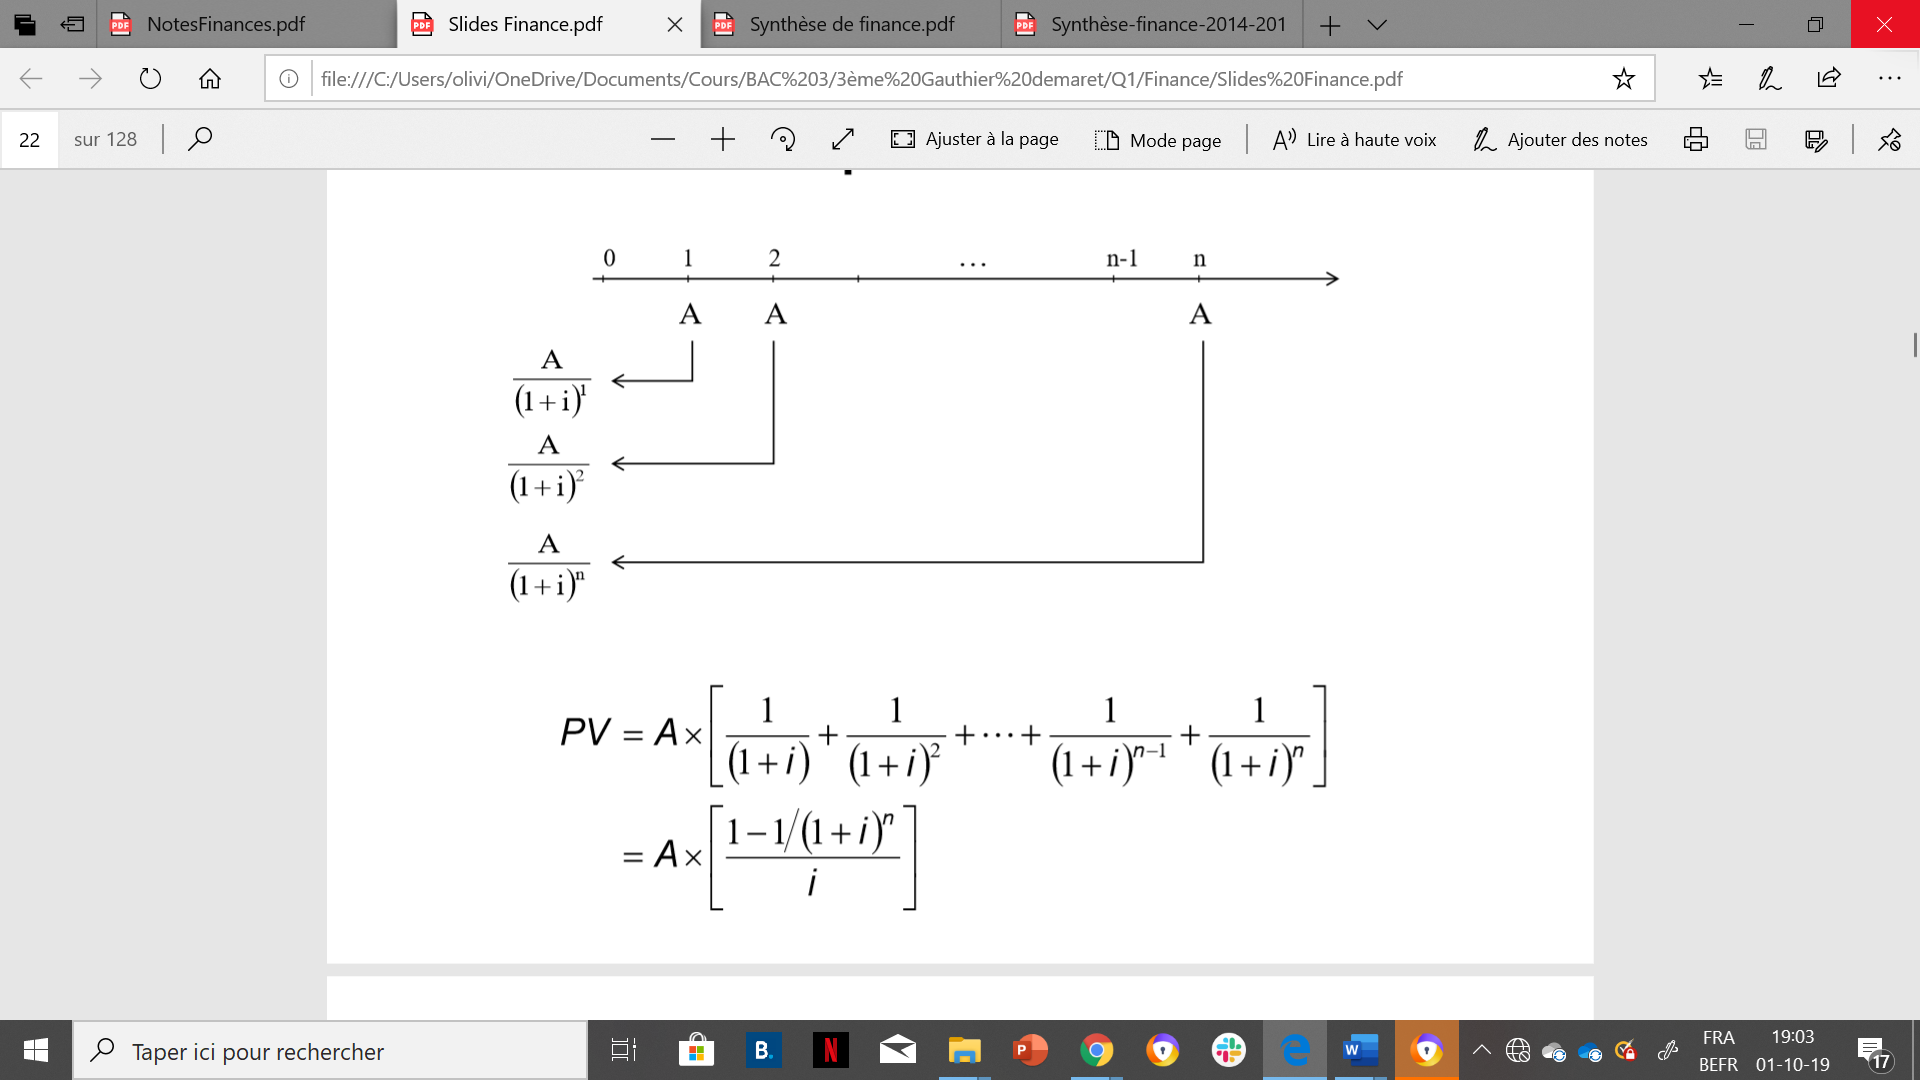 NotesFinances.pdf
Slides Finance.pdf
Synthèse de finance.pdf
Synthèse-finance-2014-201
file:///C:/Users/olivi/OneDrive/Documents/Cours/BAC%203/3ème%20Gauthier%20demaret/Q1/Finance/Slides%20Finance.pdf
22 sur 128
Ajuster à la page
Mode page
Lire à haute voix
Ajouter des notes
0 1 2 ... n-1 n
A A A
A/(1+i)^1
A/(1+i)^2
A/(1+i)^n
PV = A × [1/(1+i) + 1/(1+i)^2 + ··· + 1/(1+i)^(n−1) + 1/(1+i)^n]
= A × [(1−1/(1+i)^n)/i]
Taper ici pour rechercher
B.
N
P
W
FRA
BEFR
19:03
01-10-19
17